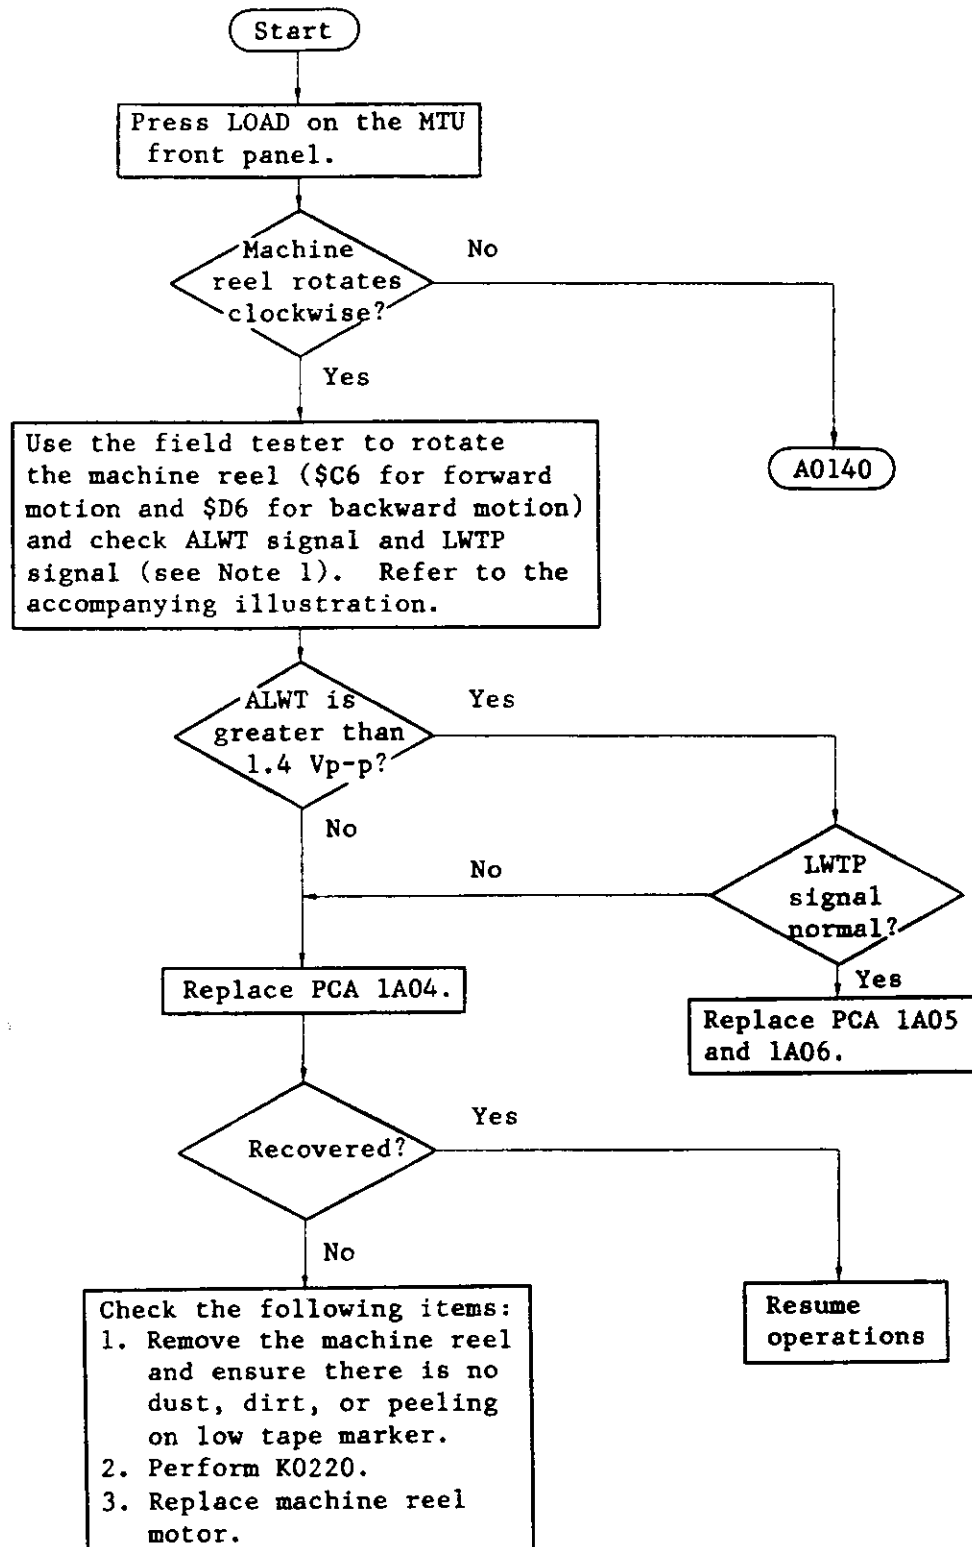 Start
Press LOAD on the MTU
front panel.
Machine
reel rotates
clockwise?
No
Yes
A0140
Use the field tester to rotate
the machine reel ($C6 for forward
motion and $D6 for backward motion)
and check ALWT signal and LWTP
signal (see Note 1). Refer to the
accompanying illustration.
ALWT is
greater than
1.4 Vp-p?
Yes
No
LWTP
signal
normal?
No
Yes
Replace PCA 1A04.
Replace PCA 1A05
and 1A06.
Recovered?
Yes
No
Resume
operations
Check the following items:
1. Remove the machine reel
and ensure there is no
dust, dirt, or peeling
on low tape marker.
2. Perform K0220.
3. Replace machine reel
motor.